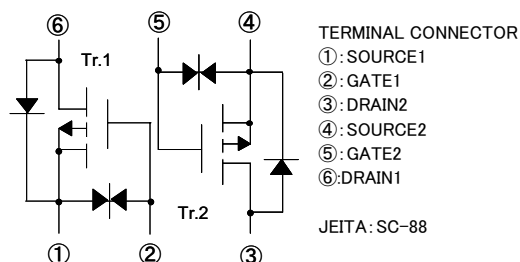 ⑥ ⑤ ④
Tr.1
Tr.2
① ② ③
TERMINAL CONNECTOR
①:SOURCE1
②:GATE1
③:DRAIN2
④:SOURCE2
⑤:GATE2
⑥:DRAIN1
JEITA:SC-88